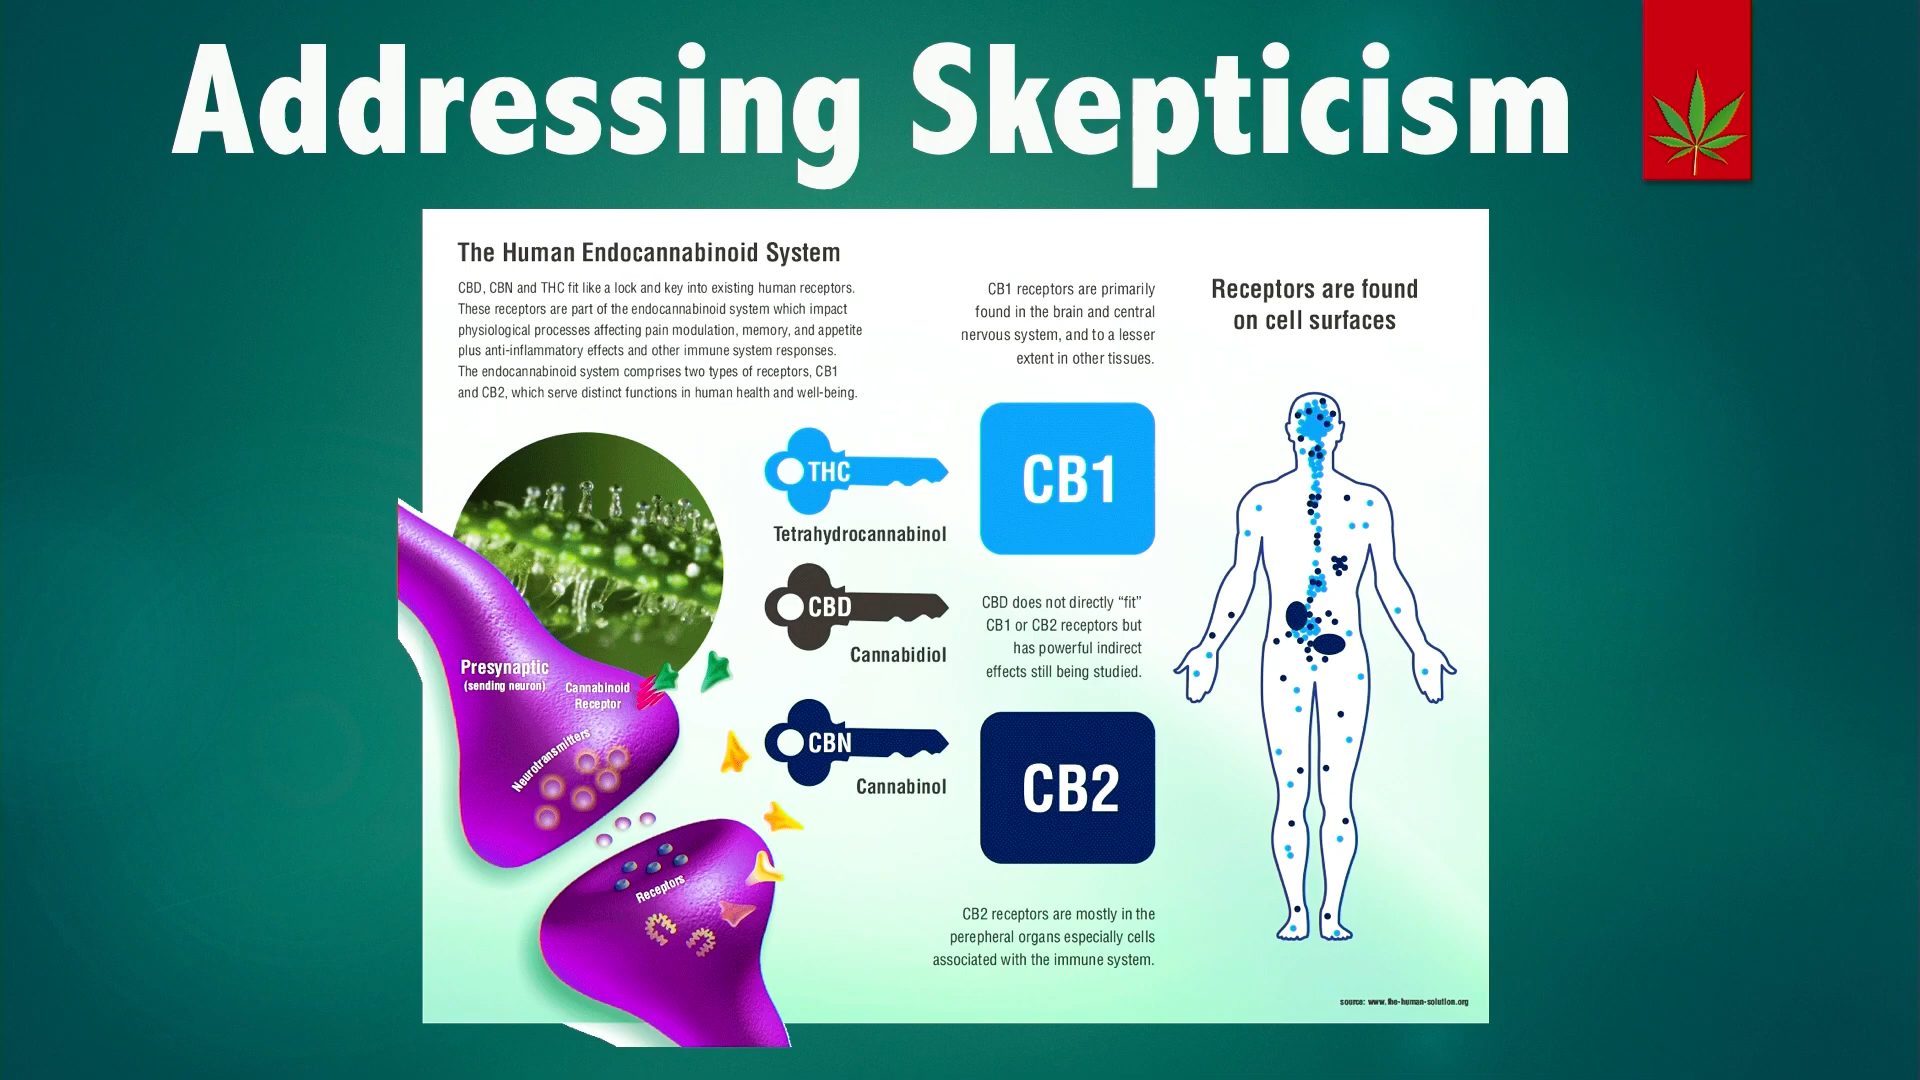 Addressing Skepticism
The Human Endocannabinoid System
CBD, CBN and THC fit like a lock and key into existing human receptors.
These receptors are part of the endocannabinoid system which impact
physiological processes affecting pain modulation, memory, and appetite
plus anti-inflammatory effects and other immune system responses.
The endocannabinoid system comprises two types of receptors, CB1
and CB2, which serve distinct functions in human health and well-being.
CB1 receptors are primarily
found in the brain and central
nervous system, and to a lesser
extent in other tissues.
Receptors are found
on cell surfaces
THC
Tetrahydrocannabinol
CB1
CBD
Cannabidiol
CBD does not directly “fit”
CB1 or CB2 receptors but
has powerful indirect
effects still being studied.
Presynaptic
(sending neuron)
Cannabinoid
Receptor
Neurotransmitters
CBN
Cannabinol
CB2
Receptors
CB2 receptors are mostly in the
perepheral organs especially cells
associated with the immune system.
source: www.the-human-solution.org